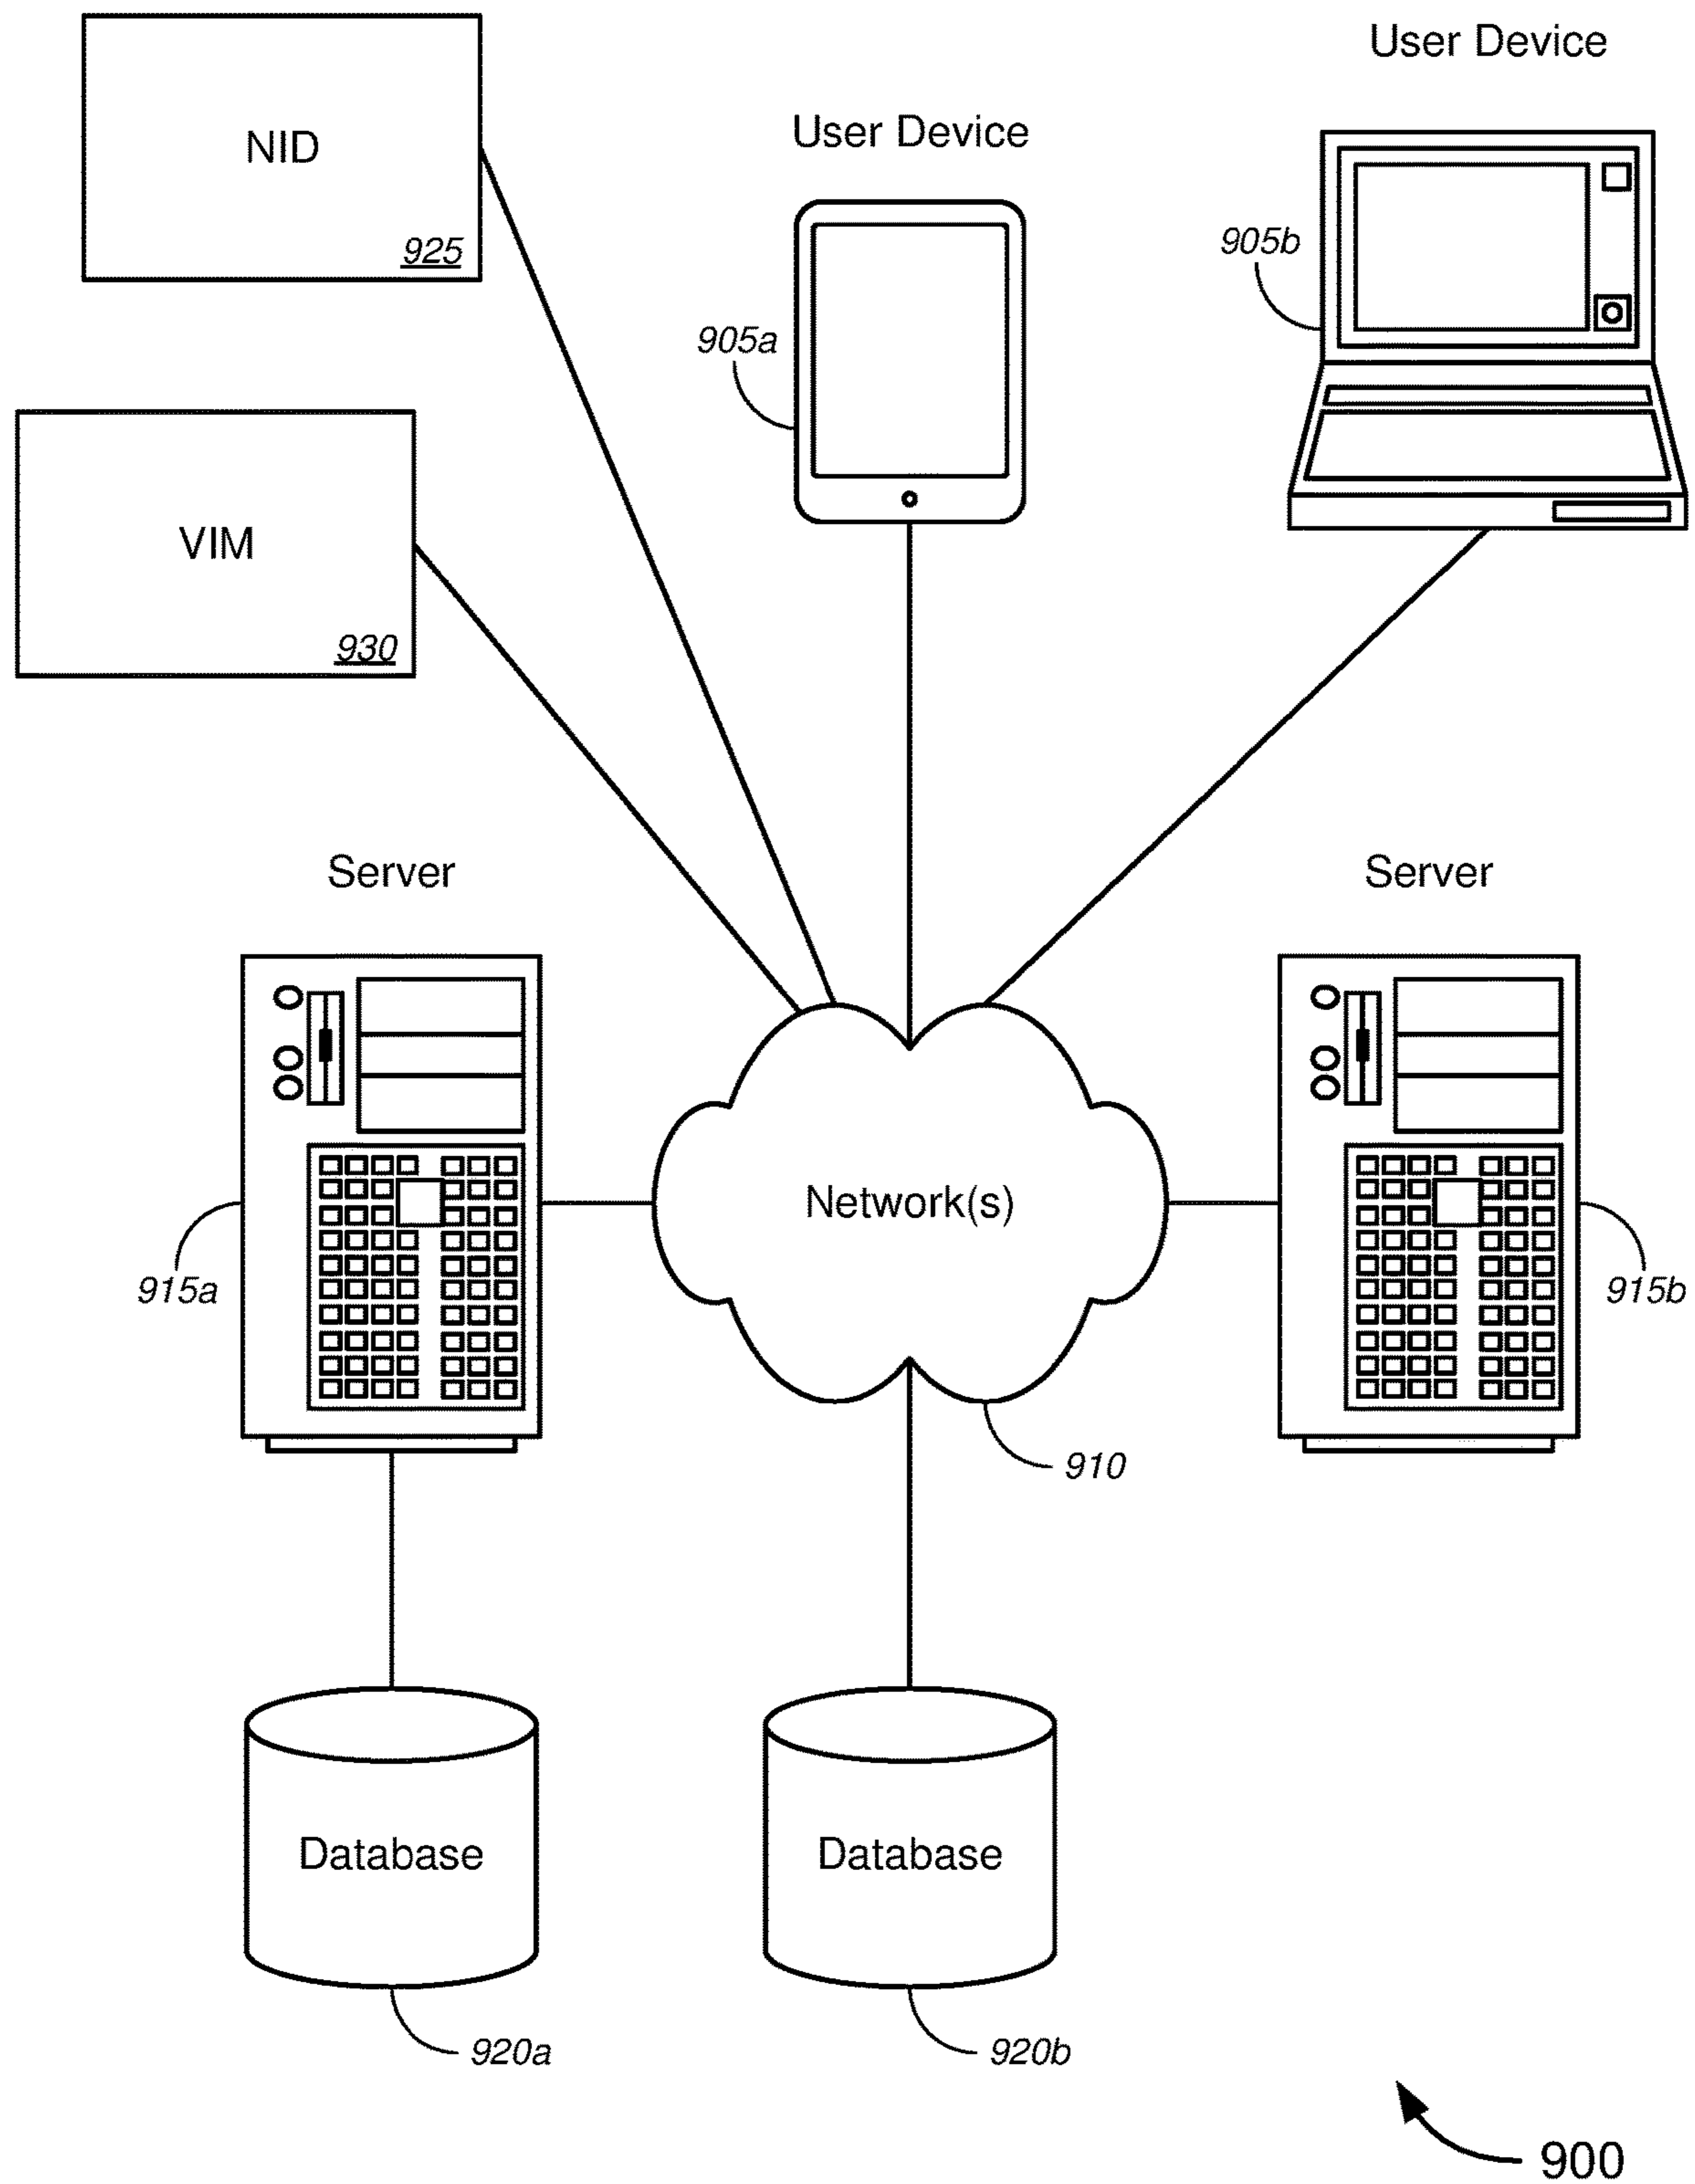 User Device
User Device
NID
925
905b
905a
VIM
930
Server
Server
Network(s)
915a
915b
910
Database
Database
920a
920b
900